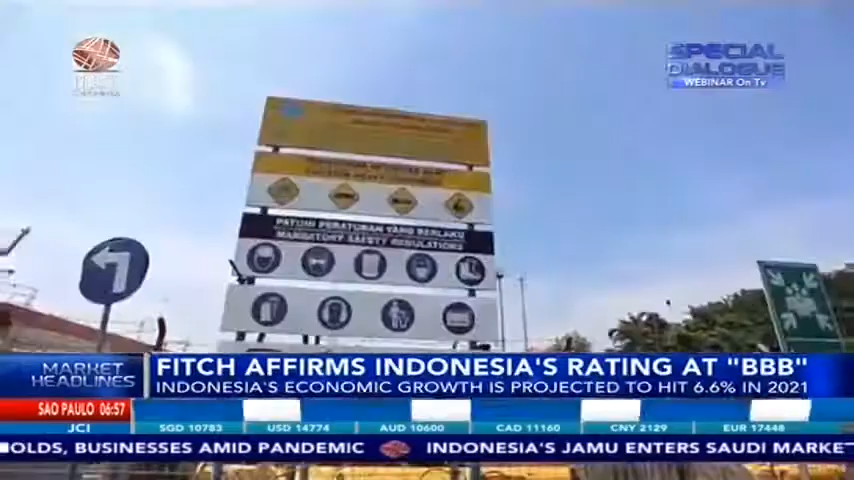 SPECIAL
DIALOGUE
WEBINAR On Tv
PATUHI PERATURAN YANG BERLAKU
MANDATORY SAFETY REGULATIONS
MARKET
HEADLINES
FITCH AFFIRMS INDONESIA'S RATING AT "BBB"
INDONESIA'S ECONOMIC GROWTH IS PROJECTED TO HIT 6.6% IN 2021
SAO PAULO 06:57
JCI SGD 10783 USD 14774 AUD 10600 CAD 11160 CNY 2129 EUR 17448
OLDS, BUSINESSES AMID PANDEMIC INDONESIA'S JAMU ENTERS SAUDI MARKE